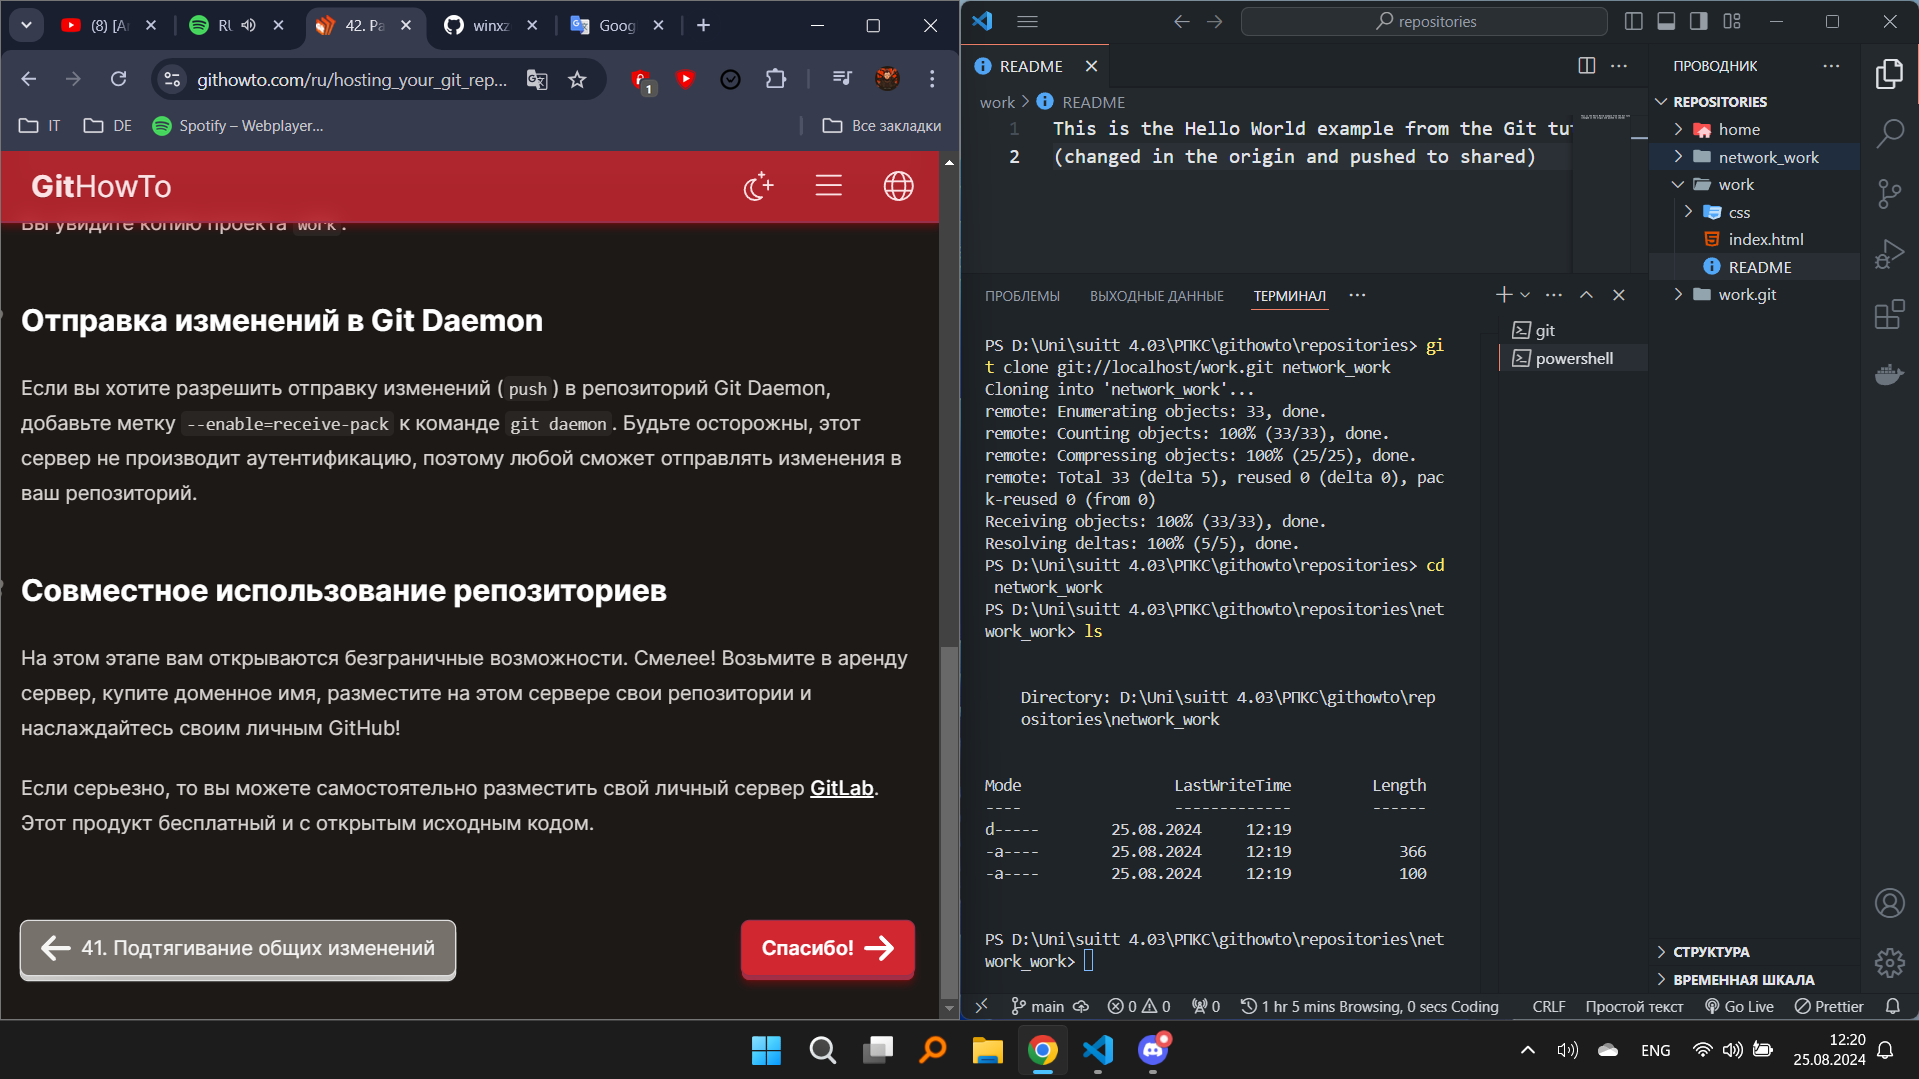 (8) [Ar
RU
42. Pa
winxz
Goog
githowto.com/ru/hosting_your_git_rep...
1
IT
DE
Spotify – Webplayer...
Все закладки
GitHowTo
Вы увидите копию проекта work .
Отправка изменений в Git Daemon
Если вы хотите разрешить отправку изменений ( push ) в репозиторий Git Daemon,
добавьте метку --enable=receive-pack к команде git daemon . Будьте осторожны, этот
сервер не производит аутентификацию, поэтому любой сможет отправлять изменения в
ваш репозиторий.
Совместное использование репозиториев
На этом этапе вам открываются безграничные возможности. Смелее! Возьмите в аренду
сервер, купите доменное имя, разместите на этом сервере свои репозитории и
наслаждайтесь своим личным GitHub!
Если серьезно, то вы можете самостоятельно разместить свой личный сервер GitLab.
Этот продукт бесплатный и с открытым исходным кодом.
41. Подтягивание общих изменений
Спасибо!
repositories
README
work > README
1 This is the Hello World example from the Git tu
2 (changed in the origin and pushed to shared)
ПРОБЛЕМЫ ВЫХОДНЫЕ ДАННЫЕ ТЕРМИНАЛ
git
powershell
PS D:\Uni\suitt 4.03\РПКС\githowto\repositories> gi
t clone git://localhost/work.git network_work
Cloning into 'network_work'...
remote: Enumerating objects: 33, done.
remote: Counting objects: 100% (33/33), done.
remote: Compressing objects: 100% (25/25), done.
remote: Total 33 (delta 5), reused 0 (delta 0), pac
k-reused 0 (from 0)
Receiving objects: 100% (33/33), done.
Resolving deltas: 100% (5/5), done.
PS D:\Uni\suitt 4.03\РПКС\githowto\repositories> cd
network_work
PS D:\Uni\suitt 4.03\РПКС\githowto\repositories\net
work_work> ls
Directory: D:\Uni\suitt 4.03\РПКС\githowto\rep
ositories\network_work
Mode LastWriteTime Length
---- ------------- ------
d----- 25.08.2024 12:19
-a---- 25.08.2024 12:19 366
-a---- 25.08.2024 12:19 100
PS D:\Uni\suitt 4.03\РПКС\githowto\repositories\net
work_work>
ПРОВОДНИК
REPOSITORIES
home
network_work
work
css
index.html
README
work.git
СТРУКТУРА
ВРЕМЕННАЯ ШКАЛА
main
0 0
0
1 hr 5 mins Browsing, 0 secs Coding
CRLF
Простой текст
Go Live
Prettier
ENG
12:20
25.08.2024